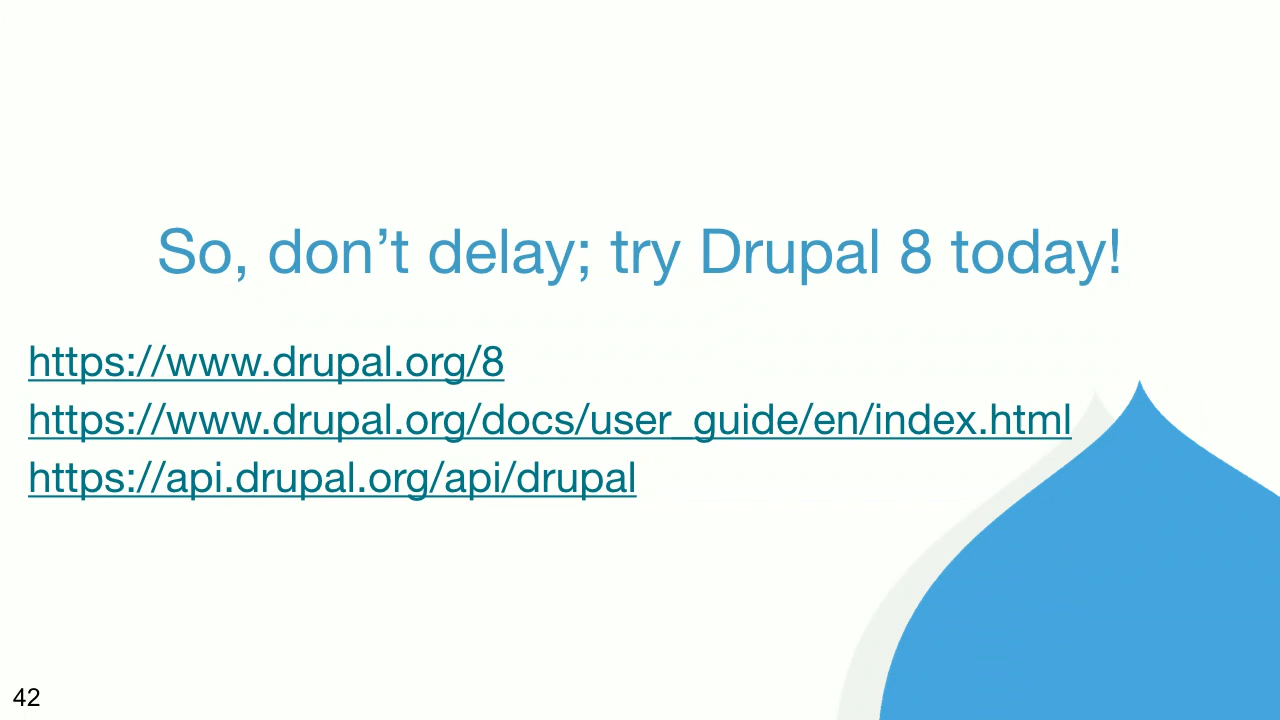 So, don’t delay; try Drupal 8 today!
https://www.drupal.org/8
https://www.drupal.org/docs/user_guide/en/index.html
https://api.drupal.org/api/drupal
42